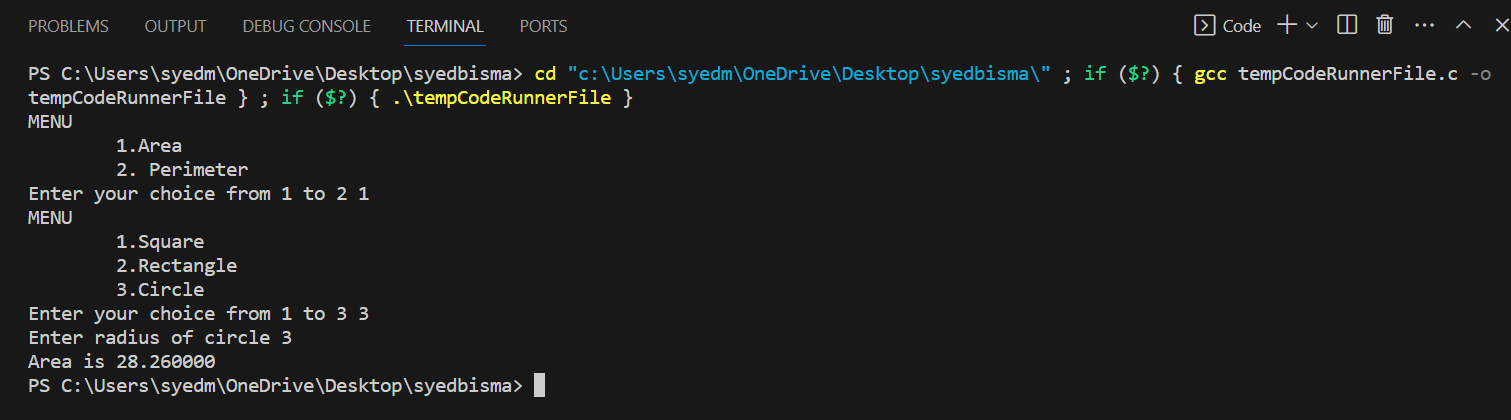 PROBLEMS OUTPUT DEBUG CONSOLE TERMINAL PORTS Code
PS C:\Users\syedm\OneDrive\Desktop\syedbisma> cd "c:\Users\syedm\OneDrive\Desktop\syedbisma\" ; if ($?) { gcc tempCodeRunnerFile.c -o
tempCodeRunnerFile } ; if ($?) { .\tempCodeRunnerFile }
MENU
1.Area
2. Perimeter
Enter your choice from 1 to 2 1
MENU
1.Square
2.Rectangle
3.Circle
Enter your choice from 1 to 3 3
Enter radius of circle 3
Area is 28.260000
PS C:\Users\syedm\OneDrive\Desktop\syedbisma>